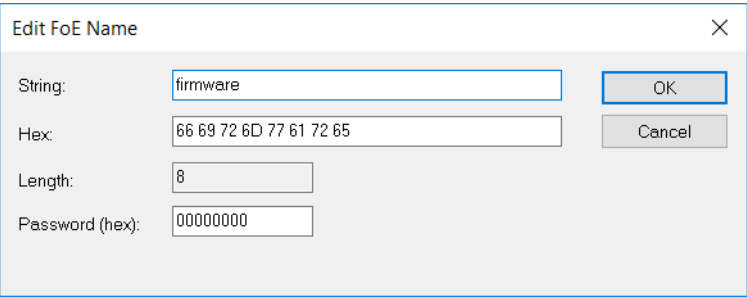 Edit FoE Name
String: firmware OK
Hex: 66 69 72 6D 77 61 72 65 Cancel
Length: 8
Password (hex): 00000000